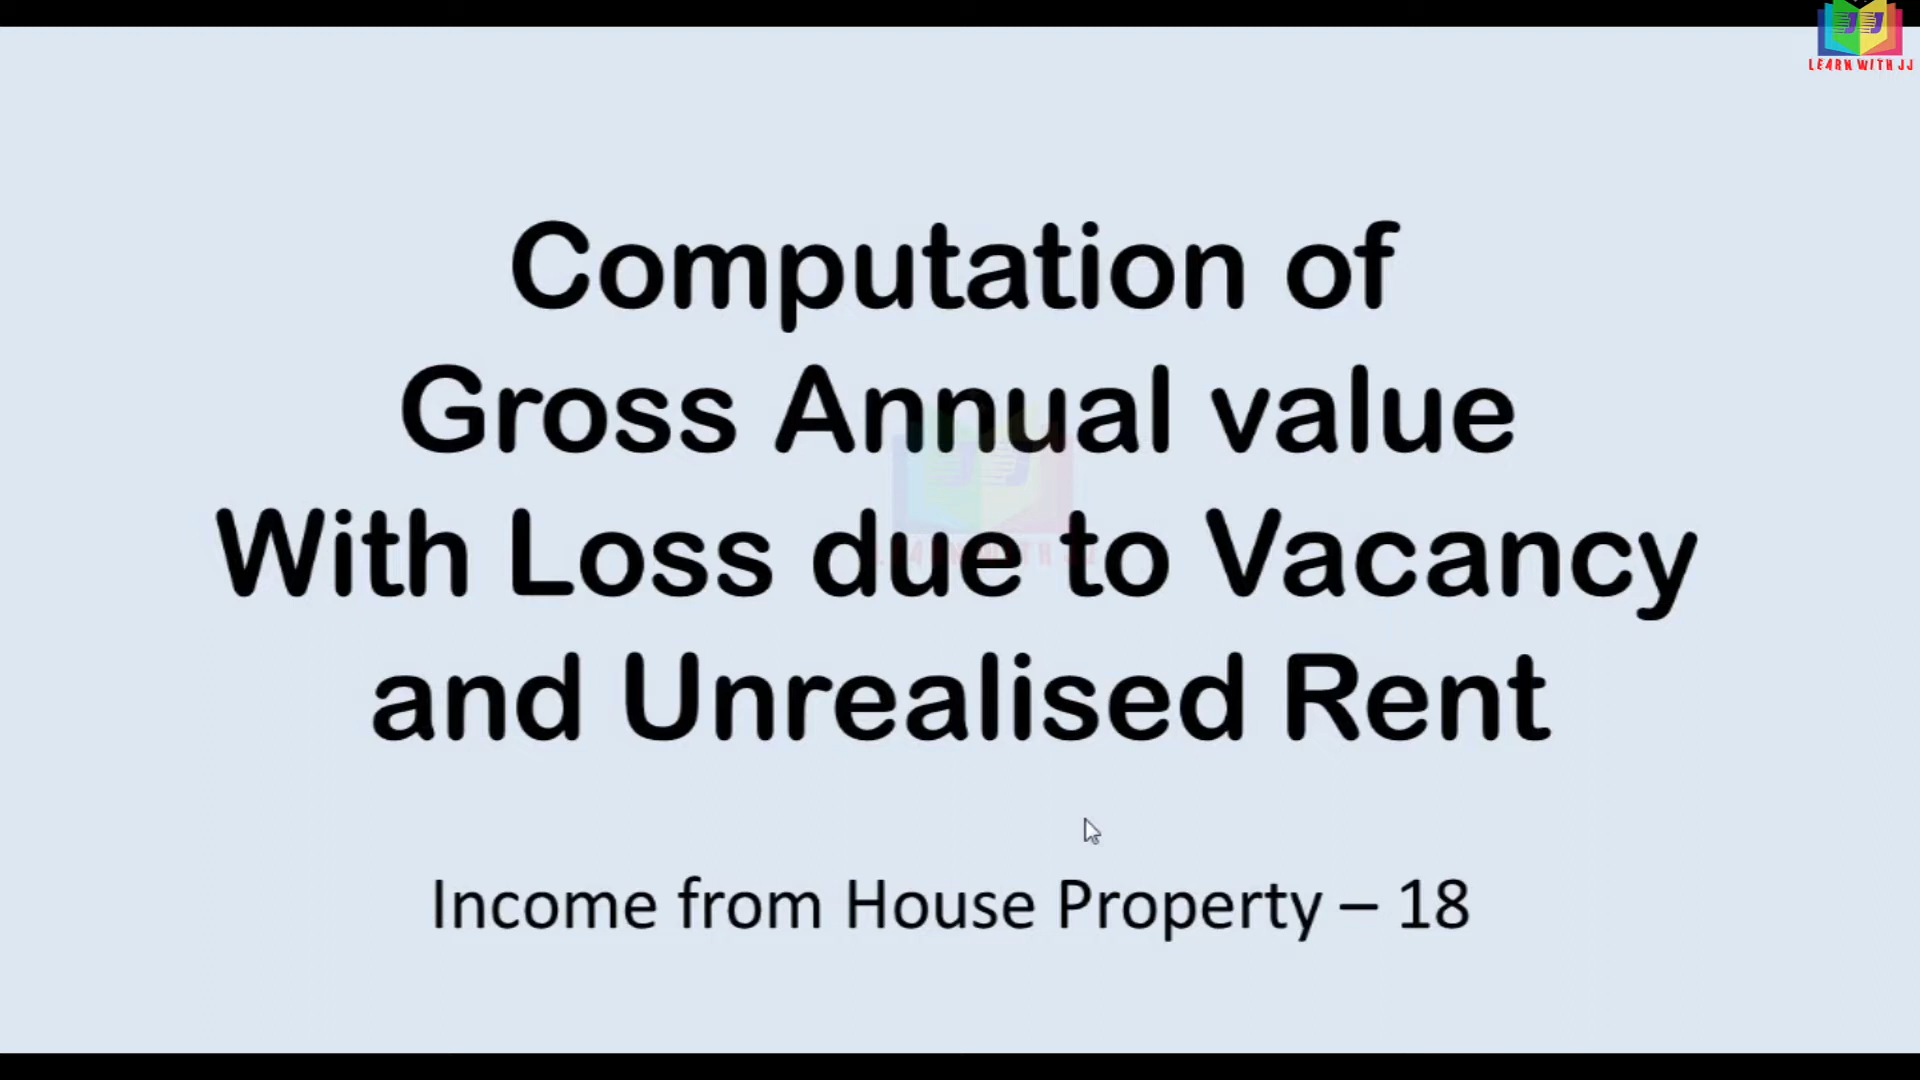 LEARN WITH JJ
Computation of
Gross Annual value
With Loss due to Vacancy
and Unrealised Rent
Income from House Property – 18